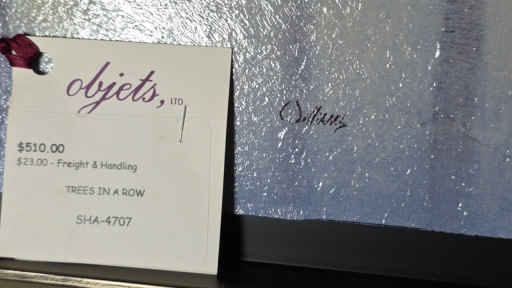 objets, LTD
$510.00
$23.00 - Freight & Handling
TREES IN A ROW
SHA-4707